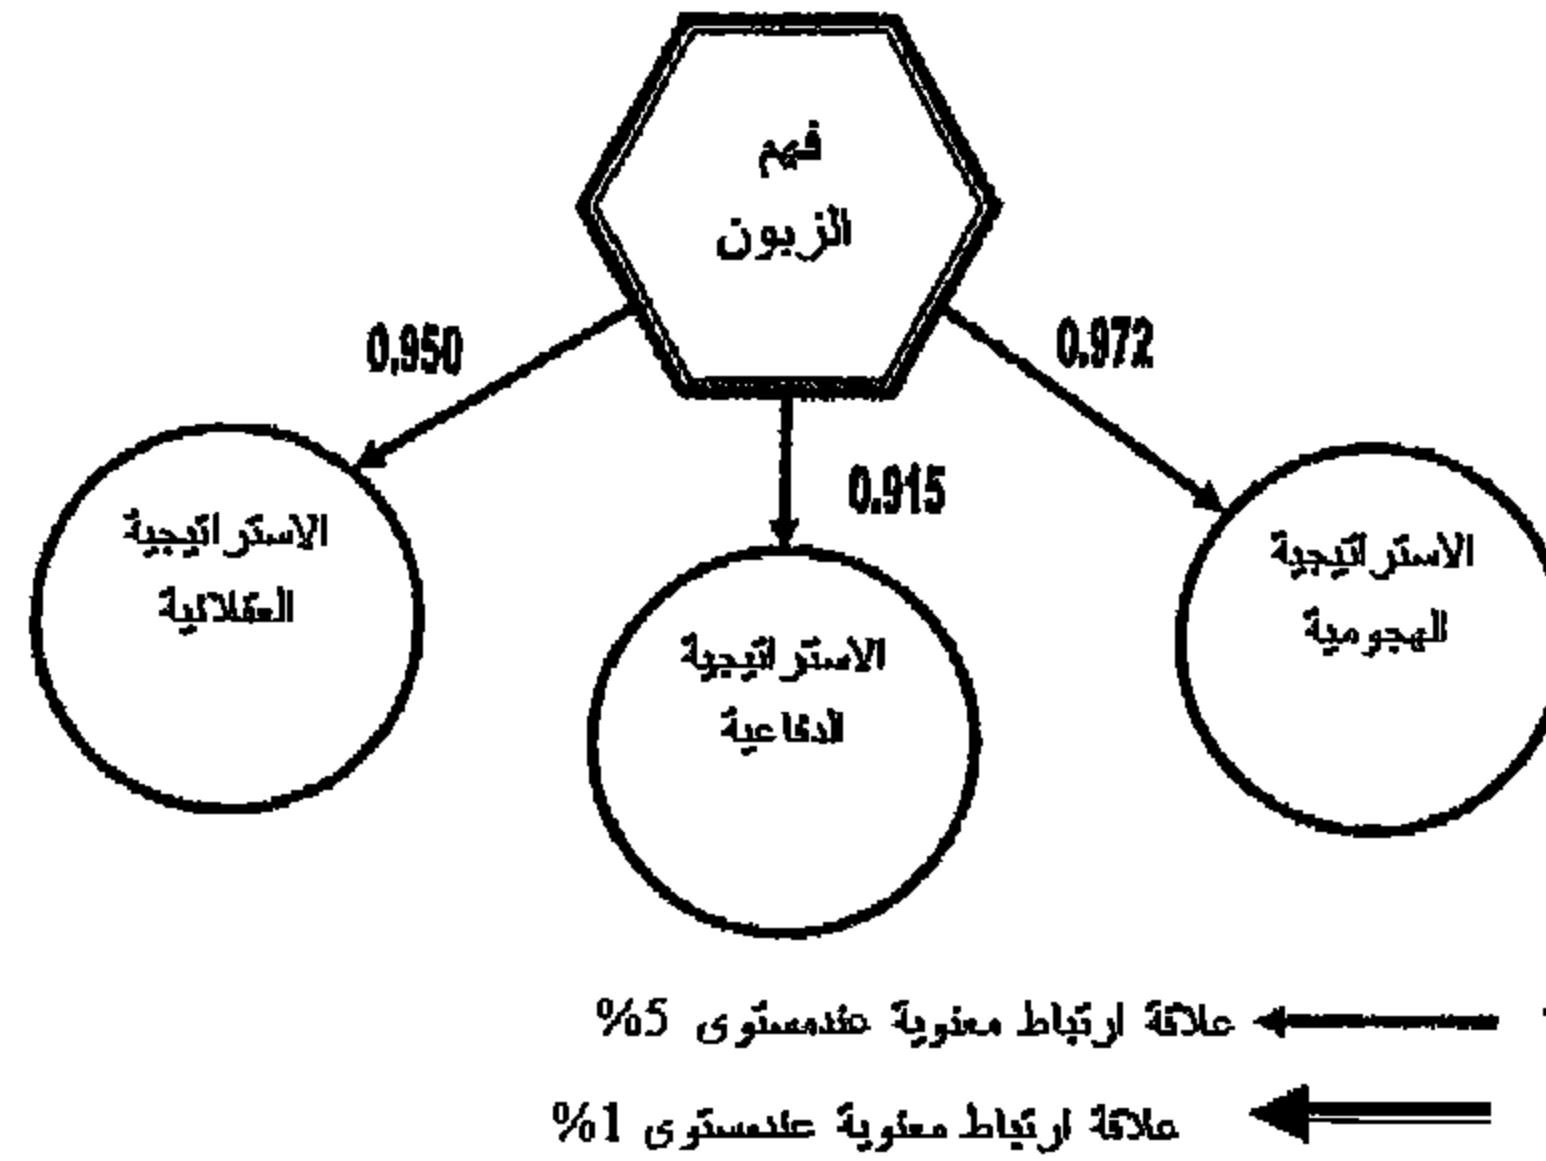 فهم
الزبون
0.950
0.972
0.915
الاستراتيجية
العقلانية
الاستراتيجية
الدفاعية
الاستراتيجية
الهجومية
علاقة ارتباط معنوية عندمستوى 5%
علاقة ارتباط معنوية عندمستوى 1%